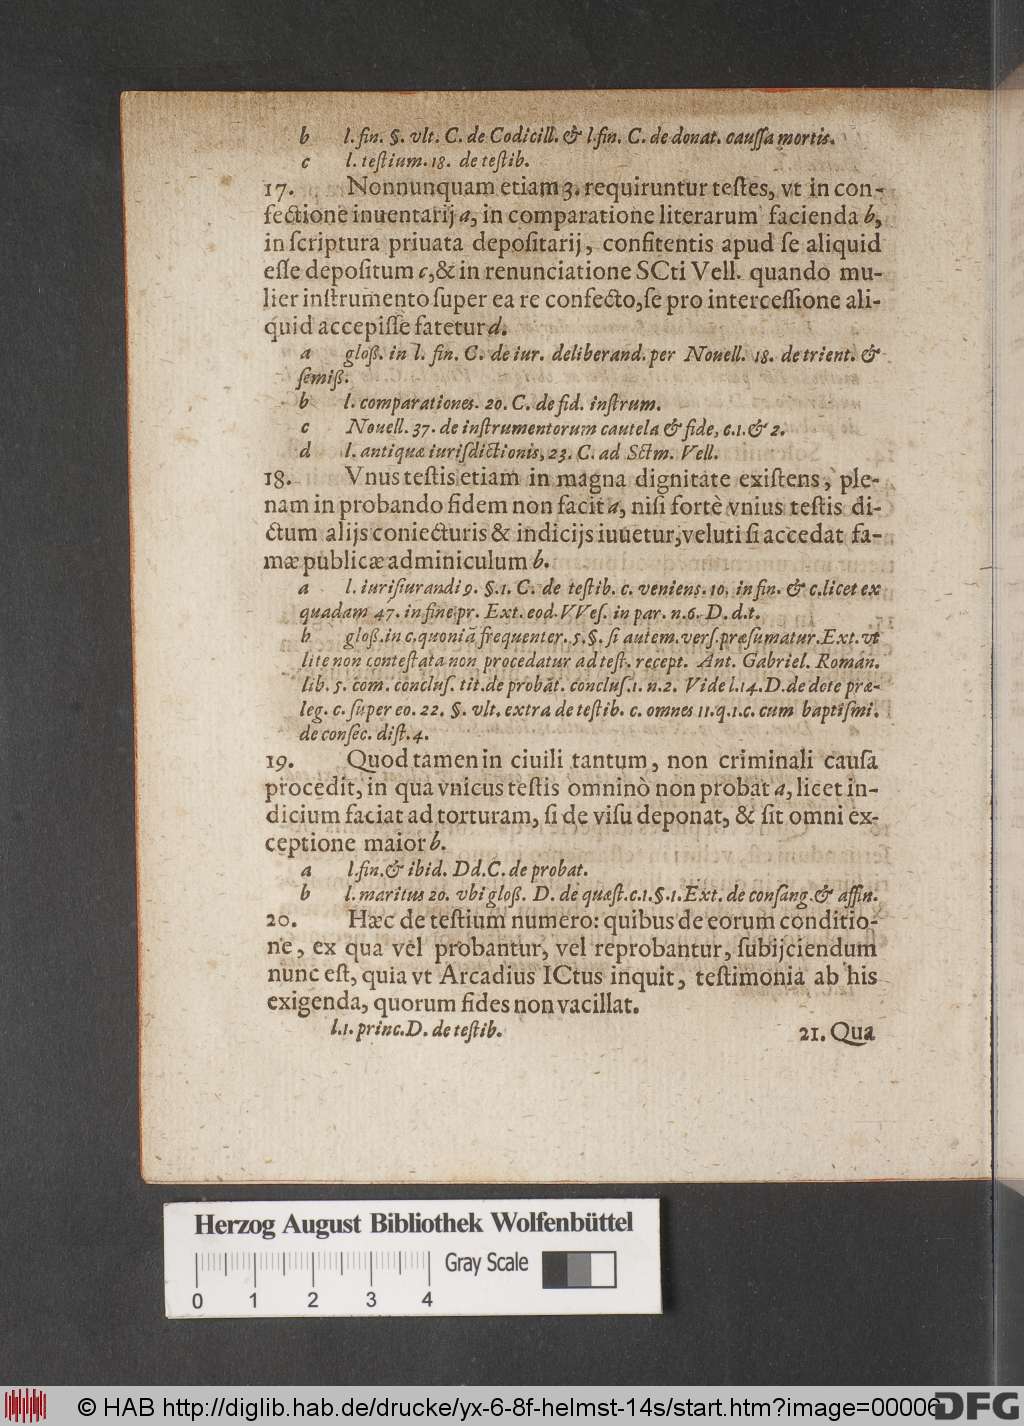 b l. fin. §. vlt. C. de Codicill. & l. fin. C. de donat. caussa mortis.
c l. testium. 18. de testib.
17. Nonnunquam etiam 3. requiruntur testes, vt in con-
fectione inuentarij a, in comparatione literarum facienda b,
in scriptura priuata depositarij, confitentis apud se aliquid
esse depositum c, & in renunciatione SCti Vell. quando mu-
lier instrumento super ea re confecto, se pro intercessione ali-
quid accepisse fatetur d.
a gloß. in l. fin. C. de iur. deliberand. per Nouell. 18. de trient. &
semiß.
b l. comparationes. 20. C. de fid. instrum.
c Nouell. 37. de instrumentorum cautela & fide, c. 1. & 2.
d l. antiquæ iurisdictionis, 23. C. ad Sctm. Vell.
18. Vnus testis etiam in magna dignitate existens, ple-
nam in probando fidem non facit a, nisi fortè vnius testis di-
ctum alijs coniecturis & indicijs iuuetur, veluti si accedat fa-
mæ publicæ adminiculum b.
a l. iurisiurandi 9. §. 1. C. de testib. c. veniens. 10. in fin. & c. licet ex
quadam 47. in fine pr. Ext. eod. VVes. in par. n. 6. D. d. t.
b gloß. in c. quoniã frequenter. 5. §. si autem. vers. præsumatur. Ext. vt
lite non contestata non procedatur ad test. recept. Ant. Gabriel. Roman.
lib. 5. com. conclus. tit. de probat. conclus. 1. n. 2. Vide l. 14. D. de dote præ-
leg. c. super eo. 22. §. vlt. extra de testib. c. omnes 11. q. 1. c. cum baptismi.
de consec. dist. 4.
19. Quod tamen in ciuili tantum, non criminali causa
procedit, in qua vnicus testis omninò non probat a, licet in-
dicium faciat ad torturam, si de visu deponat, & sit omni ex-
ceptione maior b.
a l. fin. & ibid. Dd. C. de probat.
b l. maritus 20. vbi gloß. D. de quæst. c. 1. §. 1. Ext. de consang. & affin.
20. Hæc de testium numero: quibus de eorum conditio-
ne, ex qua vel probantur, vel reprobantur, subijciendum
nunc est, quia vt Arcadius ICtus inquit, testimonia ab his
exigenda, quorum fides non vacillat.
l. 1. princ. D. de testib.
21. Qua
Herzog August Bibliothek Wolfenbüttel
Gray Scale
0 1 2 3 4
© HAB http://diglib.hab.de/drucke/yx-6-8f-helmst-14s/start.htm?image=00006
DFG